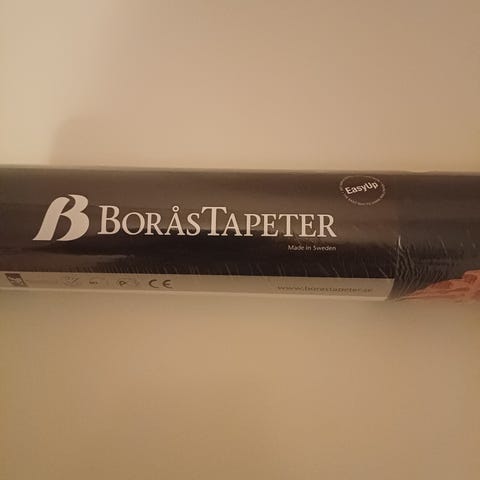 EasyUp
B BORÅSTAPETER
Made in Sweden
CE
www.borastapeter.se